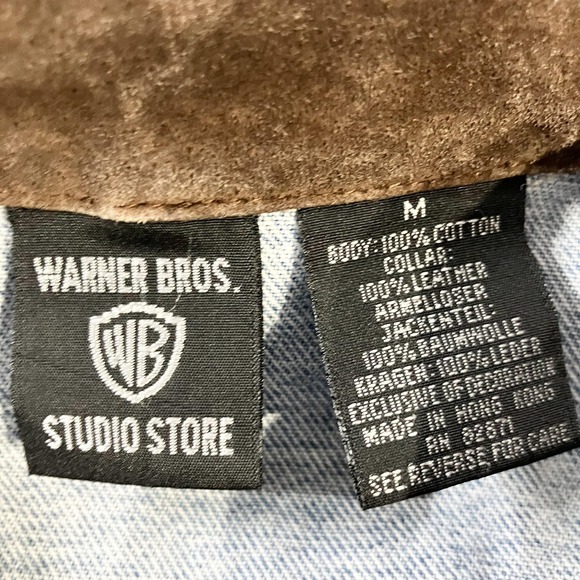 WARNER BROS.
WB
STUDIO STORE
M
BODY: 100% COTTON
COLLAR:
100% LEATHER
ARMELLOSER
JACKENTEIL:
100% BAUMWOLLE
KRAGEN: 100% LEDER
EXCLUSIVE OF DECORATION
MADE IN HONG KONG
RN
SEE REVERSE FOR CARE